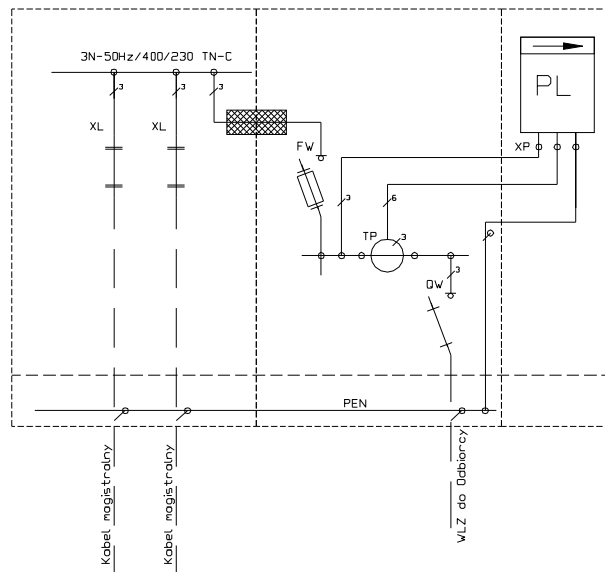 3N-50Hz/400/230 TN-C
3
3
3
XL
XL
PL
XP
FW
3
6
TP
3
3
QW
PEN
Kabel magistralny
Kabel magistralny
WLZ do Odbiorcy